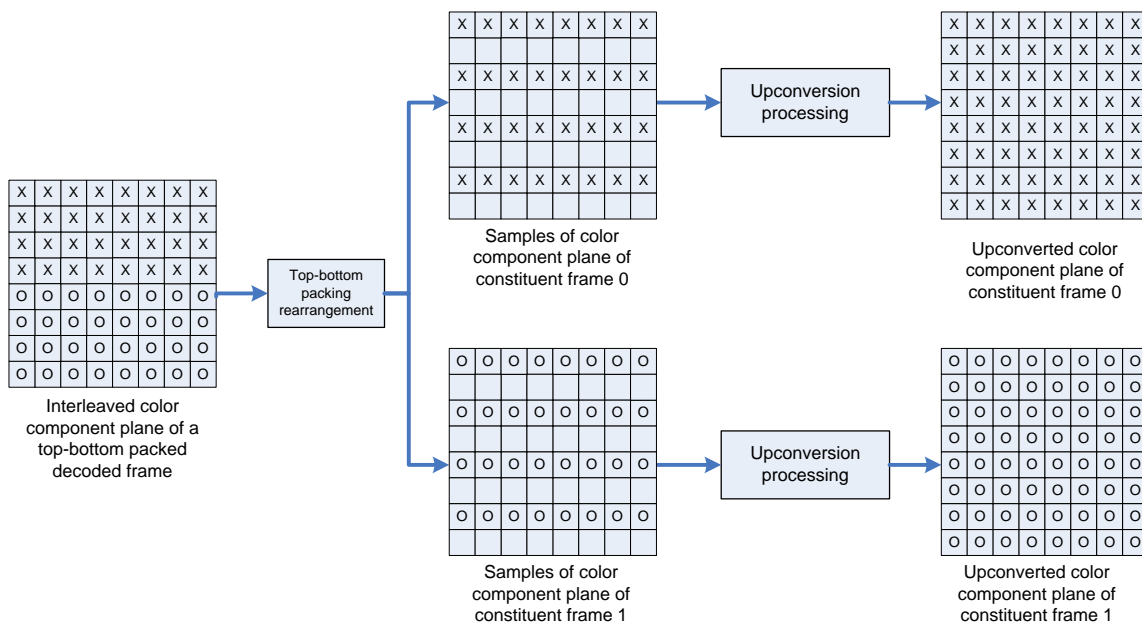 X X X X X X X X
X X X X X X X X
X X X X X X X X
X X X X X X X X
O O O O O O O O
O O O O O O O O
O O O O O O O O
O O O O O O O O
Interleaved color
component plane of a
top-bottom packed
decoded frame
Top-bottom
packing
rearrangement
X X X X X X X X
X X X X X X X X
X X X X X X X X
X X X X X X X X
Samples of color
component plane of
constituent frame 0
Upconversion
processing
X X X X X X X X
X X X X X X X X
X X X X X X X X
X X X X X X X X
X X X X X X X X
X X X X X X X X
X X X X X X X X
X X X X X X X X
Upconverted color
component plane of
constituent frame 0
O O O O O O O O
O O O O O O O O
O O O O O O O O
O O O O O O O O
Samples of color
component plane of
constituent frame 1
Upconversion
processing
O O O O O O O O
O O O O O O O O
O O O O O O O O
O O O O O O O O
O O O O O O O O
O O O O O O O O
O O O O O O O O
O O O O O O O O
Upconverted color
component plane of
constituent frame 1